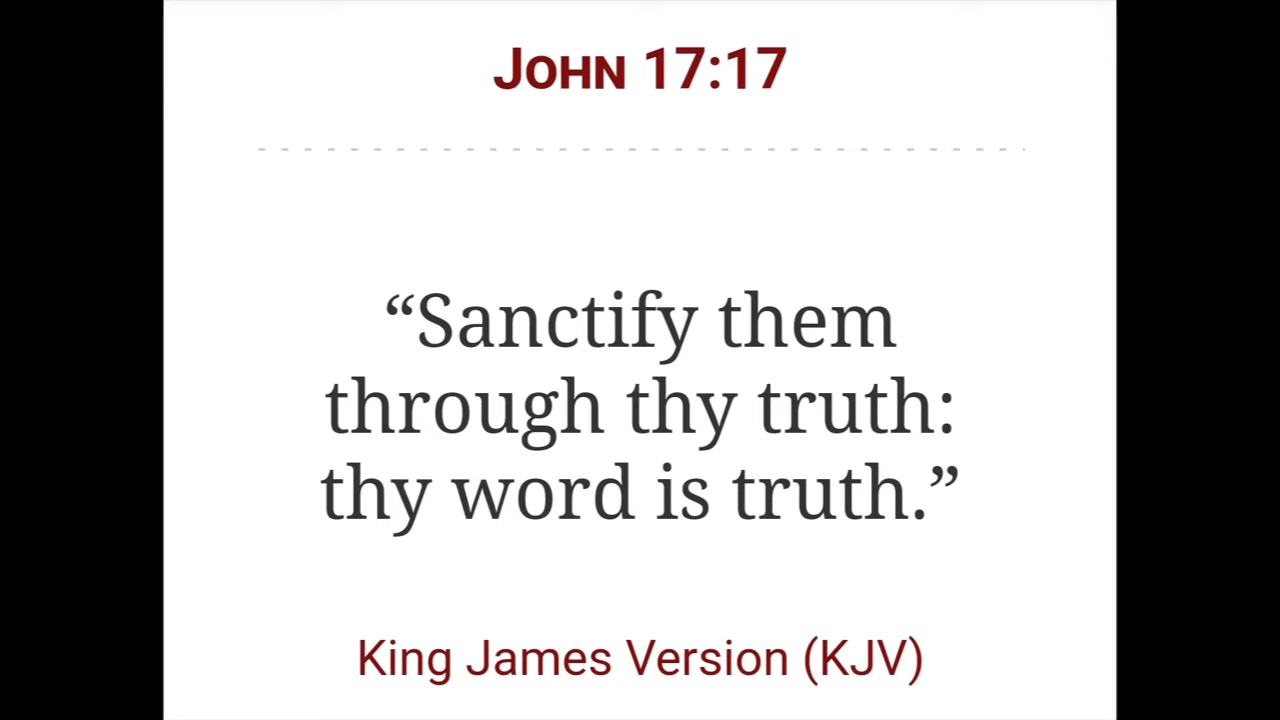 John 17:17
“Sanctify them
through thy truth:
thy word is truth.”
King James Version (KJV)